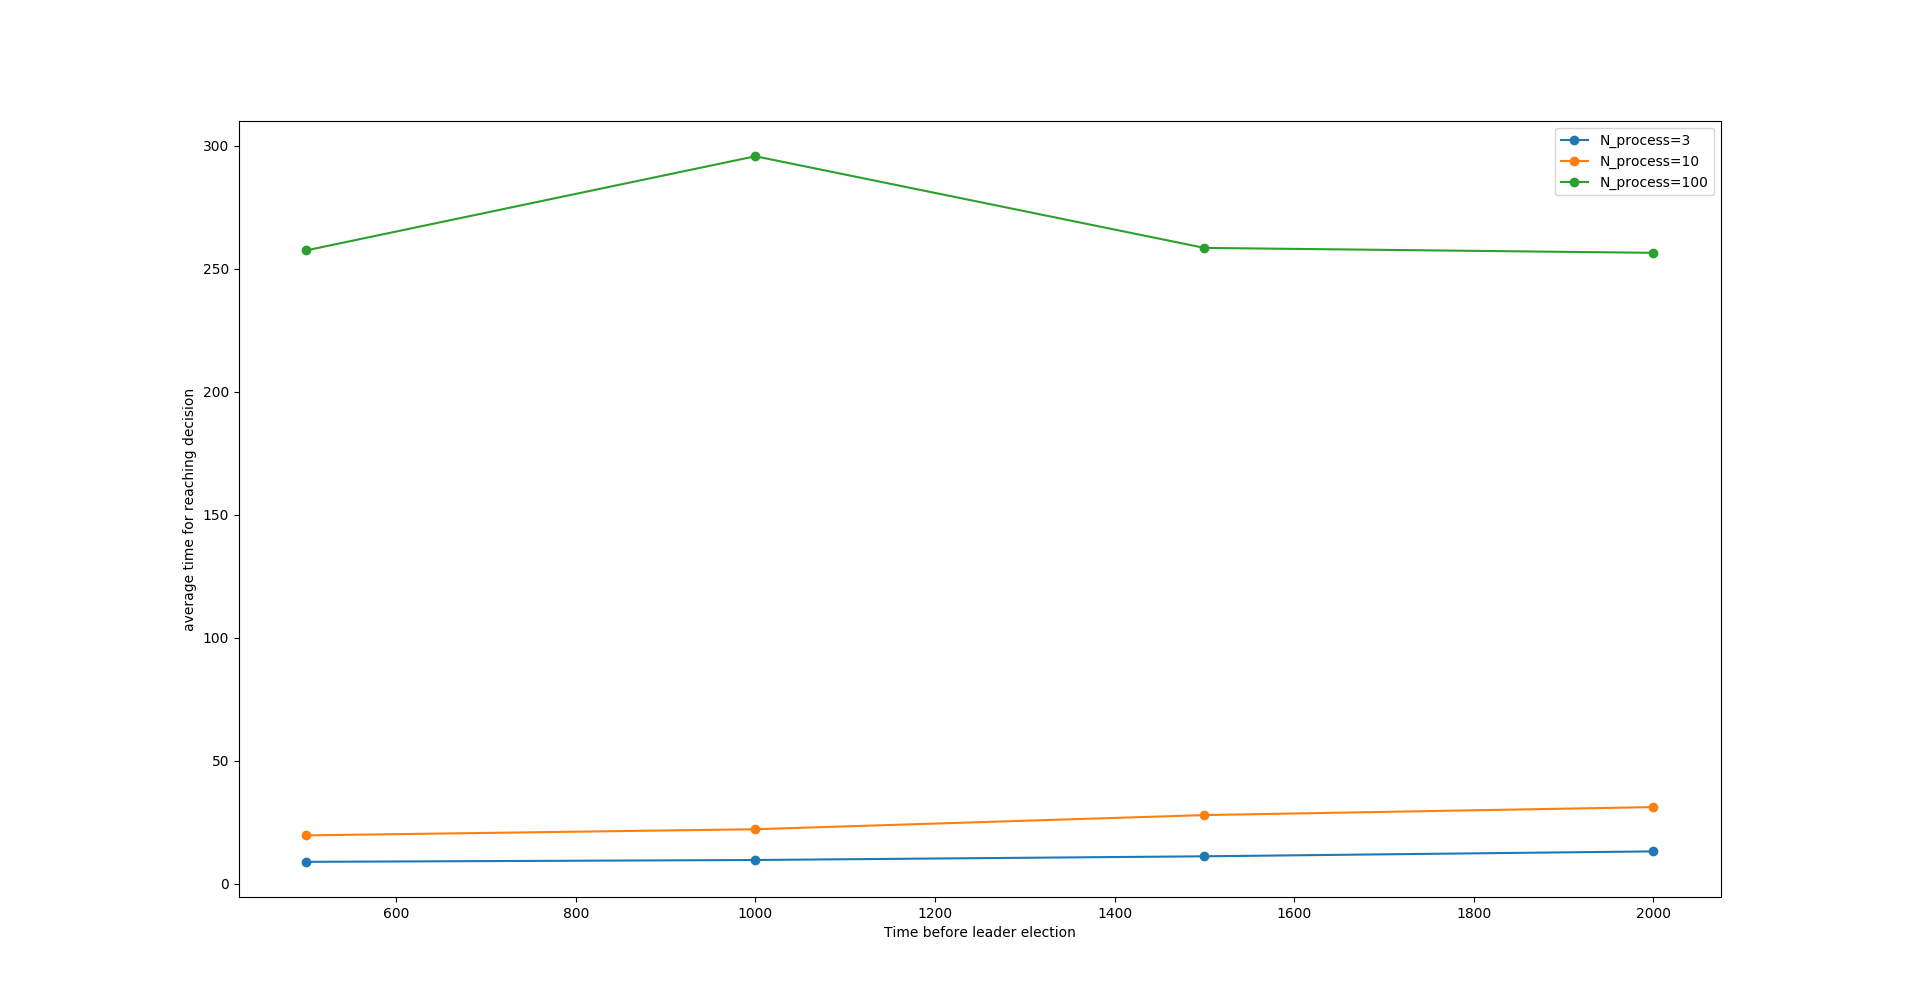 N_process=3
N_process=10
N_process=100
300
250
200
150
100
50
0
average time for reaching decision
600 800 1000 1200 1400 1600 1800 2000
Time before leader election